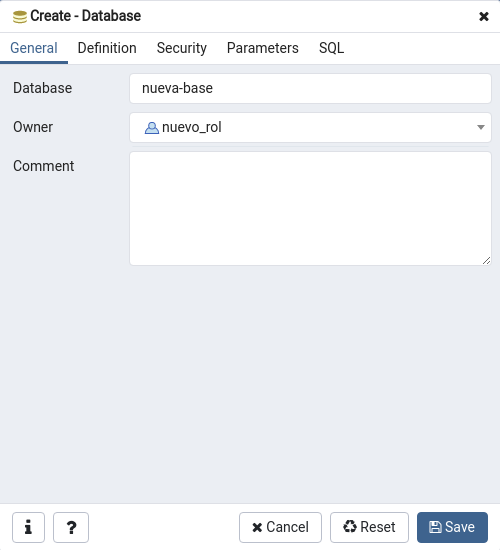 Create - Database
General Definition Security Parameters SQL
Database nueva-base
Owner nuevo_rol
Comment
i ? Cancel Reset Save